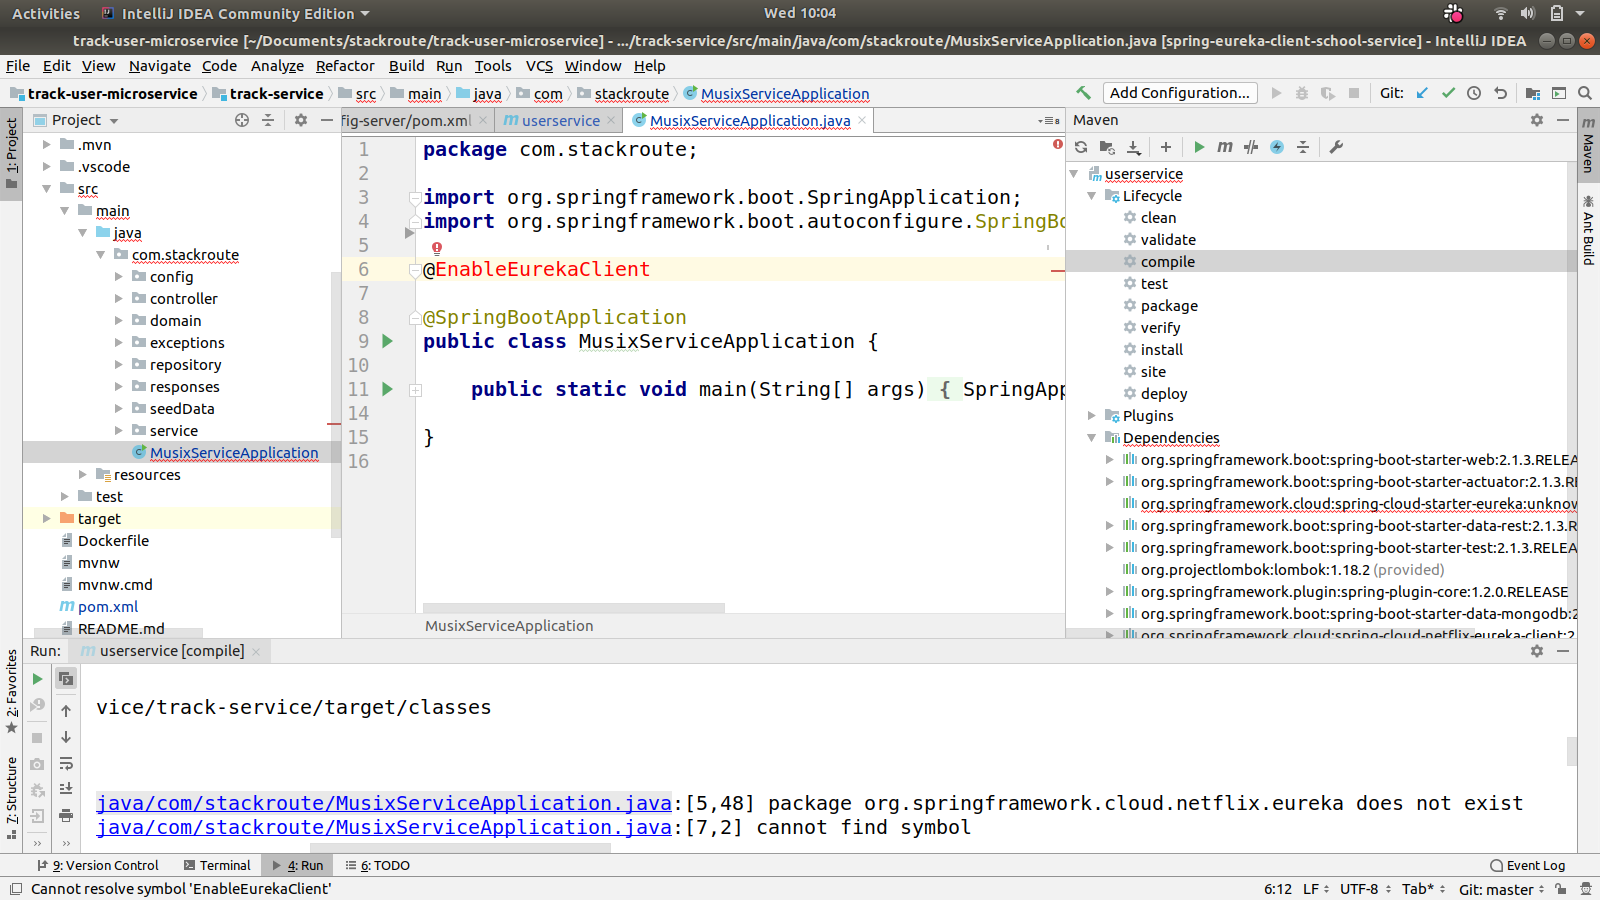 Activities
IntelliJ IDEA Community Edition
Wed 10:04
track-user-microservice [~/Documents/stackroute/track-user-microservice] - .../track-service/src/main/java/com/stackroute/MusixServiceApplication.java [spring-eureka-client-school-service] - IntelliJ IDEA
File Edit View Navigate Code Analyze Refactor Build Run Tools VCS Window Help
track-user-microservice track-service src main java com stackroute MusixServiceApplication
Add Configuration...
Git:
1: Project
2: Favorites
7: Structure
Project
.mvn
.vscode
src
main
java
com.stackroute
config
controller
domain
exceptions
repository
responses
seedData
service
MusixServiceApplication
resources
test
target
Dockerfile
mvnw
mvnw.cmd
pom.xml
README.md
fig-server/pom.xml
userservice
MusixServiceApplication.java
8
1 package com.stackroute;
2
3 import org.springframework.boot.SpringApplication;
4 import org.springframework.boot.autoconfigure.SpringBo
5
6 @EnableEurekaClient
7
8 @SpringBootApplication
9 public class MusixServiceApplication {
10
11 public static void main(String[] args) { SpringApp
14
15 }
16
MusixServiceApplication
Maven
userservice
Lifecycle
clean
validate
compile
test
package
verify
install
site
deploy
Plugins
Dependencies
org.springframework.boot:spring-boot-starter-web:2.1.3.RELEA
org.springframework.boot:spring-boot-starter-actuator:2.1.3.RE
org.springframework.cloud:spring-cloud-starter-eureka:unknow
org.springframework.boot:spring-boot-starter-data-rest:2.1.3.R
org.springframework.boot:spring-boot-starter-test:2.1.3.RELEA
org.projectlombok:lombok:1.18.2 (provided)
org.springframework.plugin:spring-plugin-core:1.2.0.RELEASE
org.springframework.boot:spring-boot-starter-data-mongodb:2
org.springframework.cloud:spring-cloud-netflix-eureka-client:2
Maven
Ant Build
Run:
userservice [compile]
vice/track-service/target/classes
java/com/stackroute/MusixServiceApplication.java:[5,48] package org.springframework.cloud.netflix.eureka does not exist
java/com/stackroute/MusixServiceApplication.java:[7,2] cannot find symbol
9: Version Control
Terminal
4: Run
6: TODO
Event Log
Cannot resolve symbol 'EnableEurekaClient'
6:12 LF UTF-8 Tab* Git: master